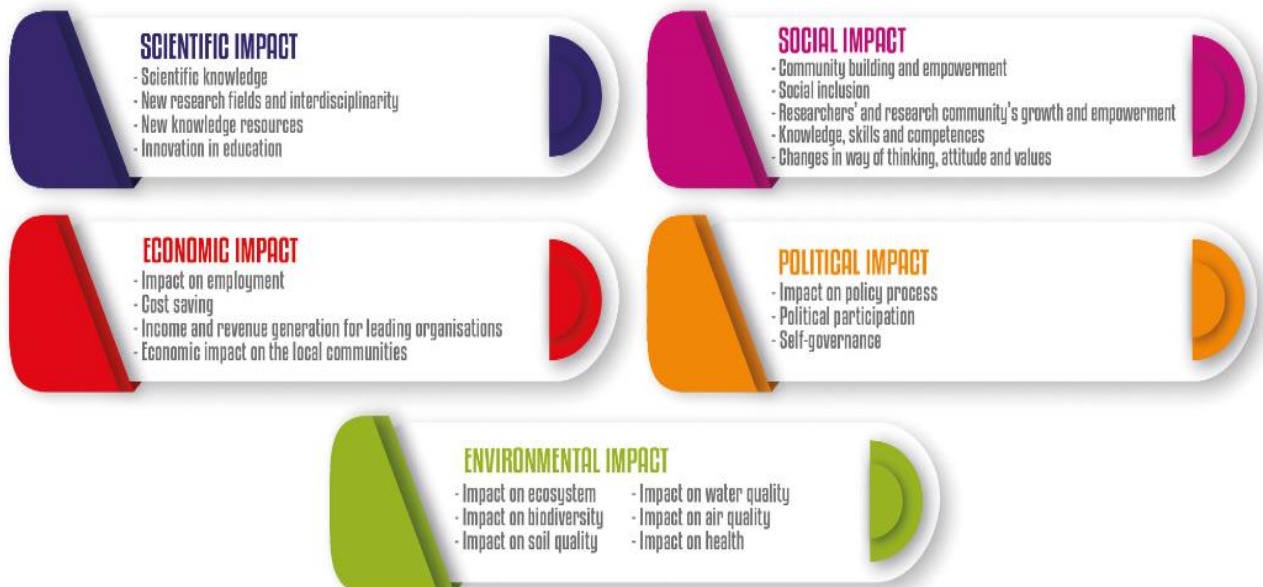 SCIENTIFIC IMPACT
- Scientific knowledge
- New research fields and interdisciplinarity
- New knowledge resources
- Innovation in education
SOCIAL IMPACT
- Community building and empowerment
- Social inclusion
- Researchers' and research community's growth and empowerment
- Knowledge, skills and competences
- Changes in way of thinking, attitude and values
ECONOMIC IMPACT
- Impact on employment
- Cost saving
- Income and revenue generation for leading organisations
- Economic impact on the local communities
POLITICAL IMPACT
- Impact on policy process
- Political participation
- Self-governance
ENVIRONMENTAL IMPACT
- Impact on ecosystem
- Impact on biodiversity
- Impact on soil quality
- Impact on water quality
- Impact on air quality
- Impact on health